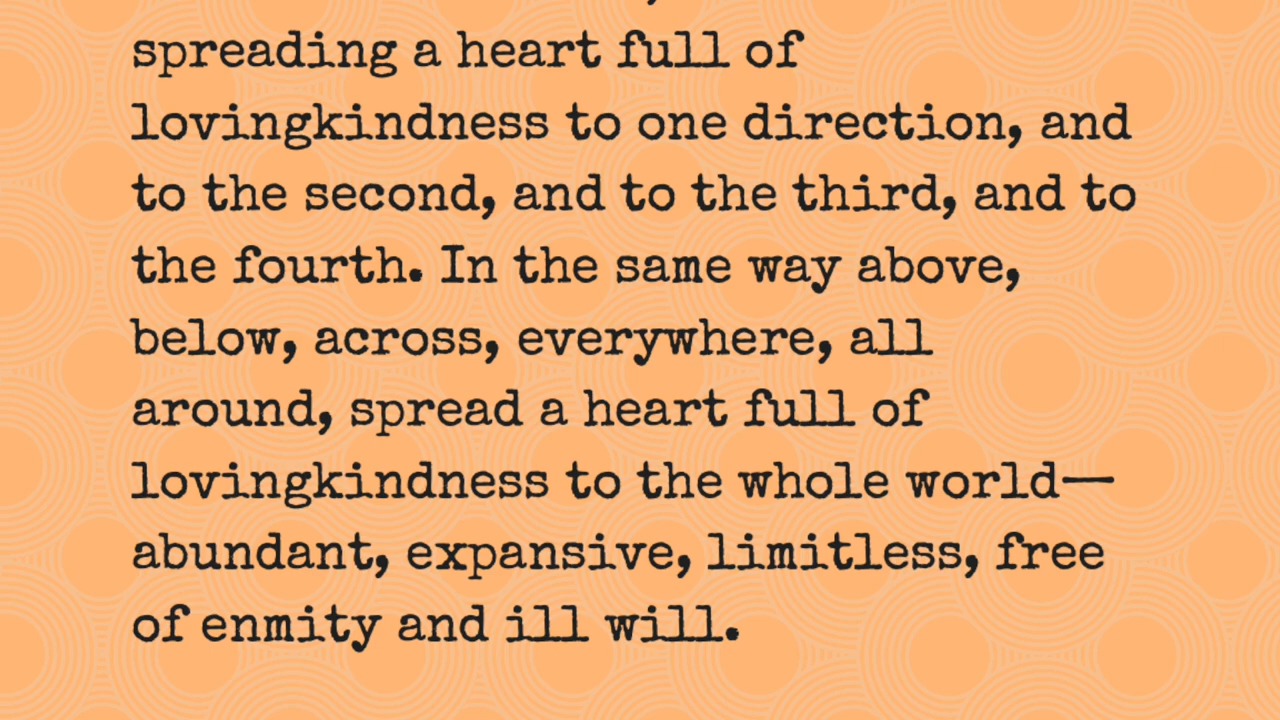 spreading a heart full of
lovingkindness to one direction, and
to the second, and to the third, and to
the fourth. In the same way above,
below, across, everywhere, all
around, spread a heart full of
lovingkindness to the whole world—
abundant, expansive, limitless, free
of enmity and ill will.